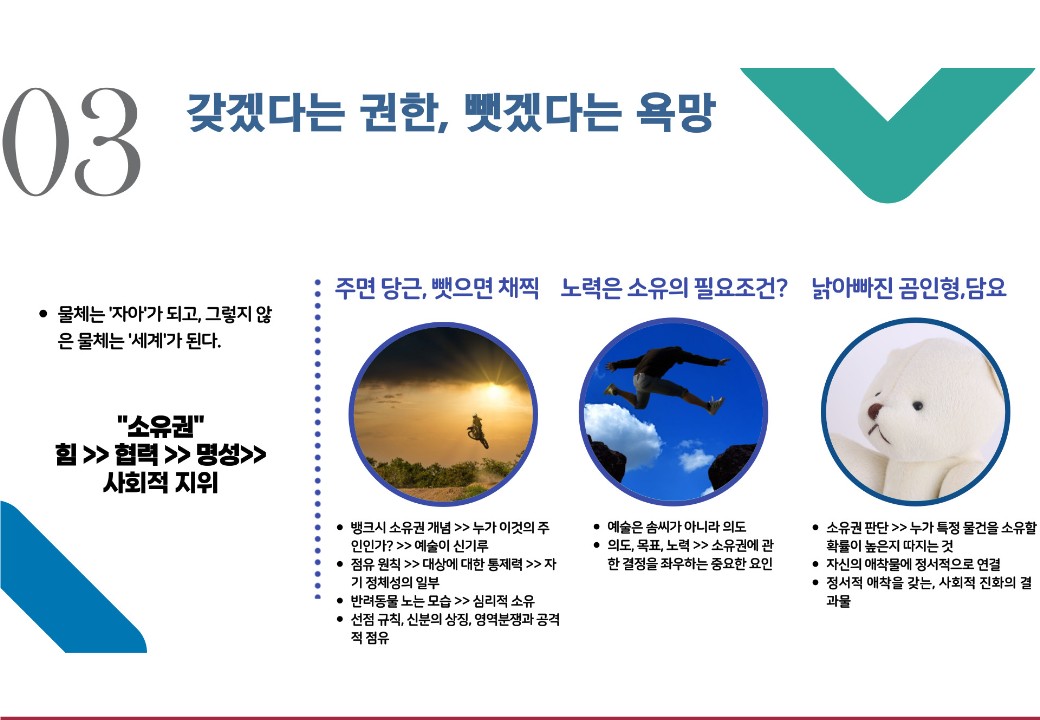 03
갖겠다는 권한, 뺏겠다는 욕망
물체는 '자아'가 되고, 그렇지 않
은 물체는 '세계'가 된다.
"소유권"
힘 >> 협력 >> 명성>>
사회적 지위
주면 당근, 뺏으면 채찍
뱅크시 소유권 개념 >> 누가 이것의 주
인인가? >> 예술이 신기루
점유 원칙 >> 대상에 대한 통제력 >> 자
기 정체성의 일부
반려동물 노는 모습 >> 심리적 소유
선점 규칙, 신분의 상징, 영역분쟁과 공격
적 점유
노력은 소유의 필요조건?
예술은 솜씨가 아니라 의도
의도, 목표, 노력 >> 소유권에 관
한 결정을 좌우하는 중요한 요인
낡아빠진 곰인형,담요
소유권 판단 >> 누가 특정 물건을 소유할
확률이 높은지 따지는 것
자신의 애착물에 정서적으로 연결
정서적 애착을 갖는, 사회적 진화의 결
과물